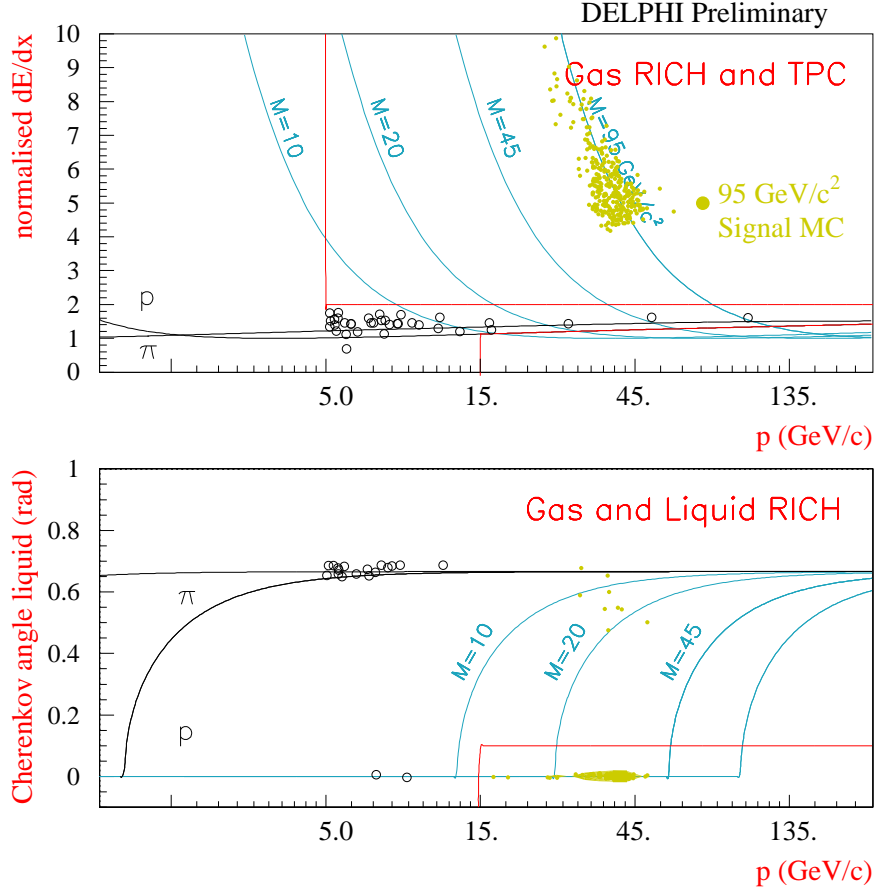 DELPHI Preliminary
normalised dE/dx
10
9
8
7
6
5
4
3
2
1
0
Gas RICH and TPC
M=10
M=20
M=45
M=95 GeV/c²
95 GeV/c²
Signal MC
p
π
5.0
15.
45.
135.
p (GeV/c)
Cherenkov angle liquid (rad)
1
0.8
0.6
0.4
0.2
0
Gas and Liquid RICH
π
p
M=10
M=20
M=45
5.0
15.
45.
135.
p (GeV/c)